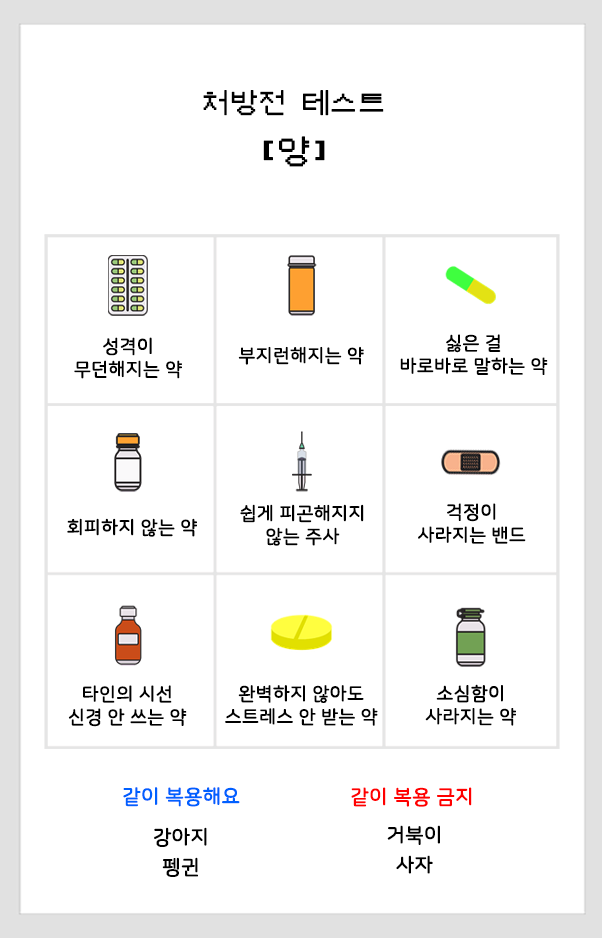 처방전 테스트
[양]
성격이
무던해지는 약
부지런해지는 약
싫은 걸
바로바로 말하는 약
회피하지 않는 약
쉽게 피곤해지지
않는 주사
걱정이
사라지는 밴드
타인의 시선
신경 안 쓰는 약
완벽하지 않아도
스트레스 안 받는 약
소심함이
사라지는 약
같이 복용해요
강아지
펭귄
같이 복용 금지
거북이
사자